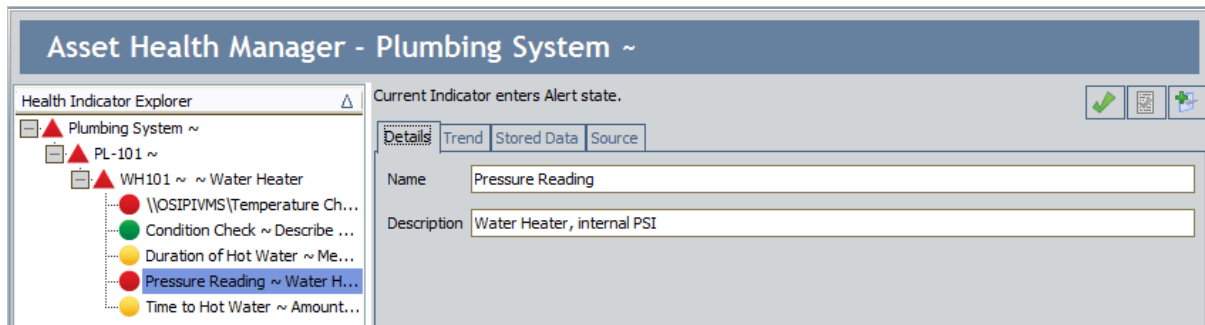 Asset Health Manager - Plumbing System ~
Health Indicator Explorer
Plumbing System ~
PL-101 ~
WH101 ~ ~ Water Heater
\\OSIPIVMS\Temperature Ch...
Condition Check ~ Describe ...
Duration of Hot Water ~ Me...
Pressure Reading ~ Water H...
Time to Hot Water ~ Amount...
Current Indicator enters Alert state.
Details Trend Stored Data Source
Name Pressure Reading
Description Water Heater, internal PSI